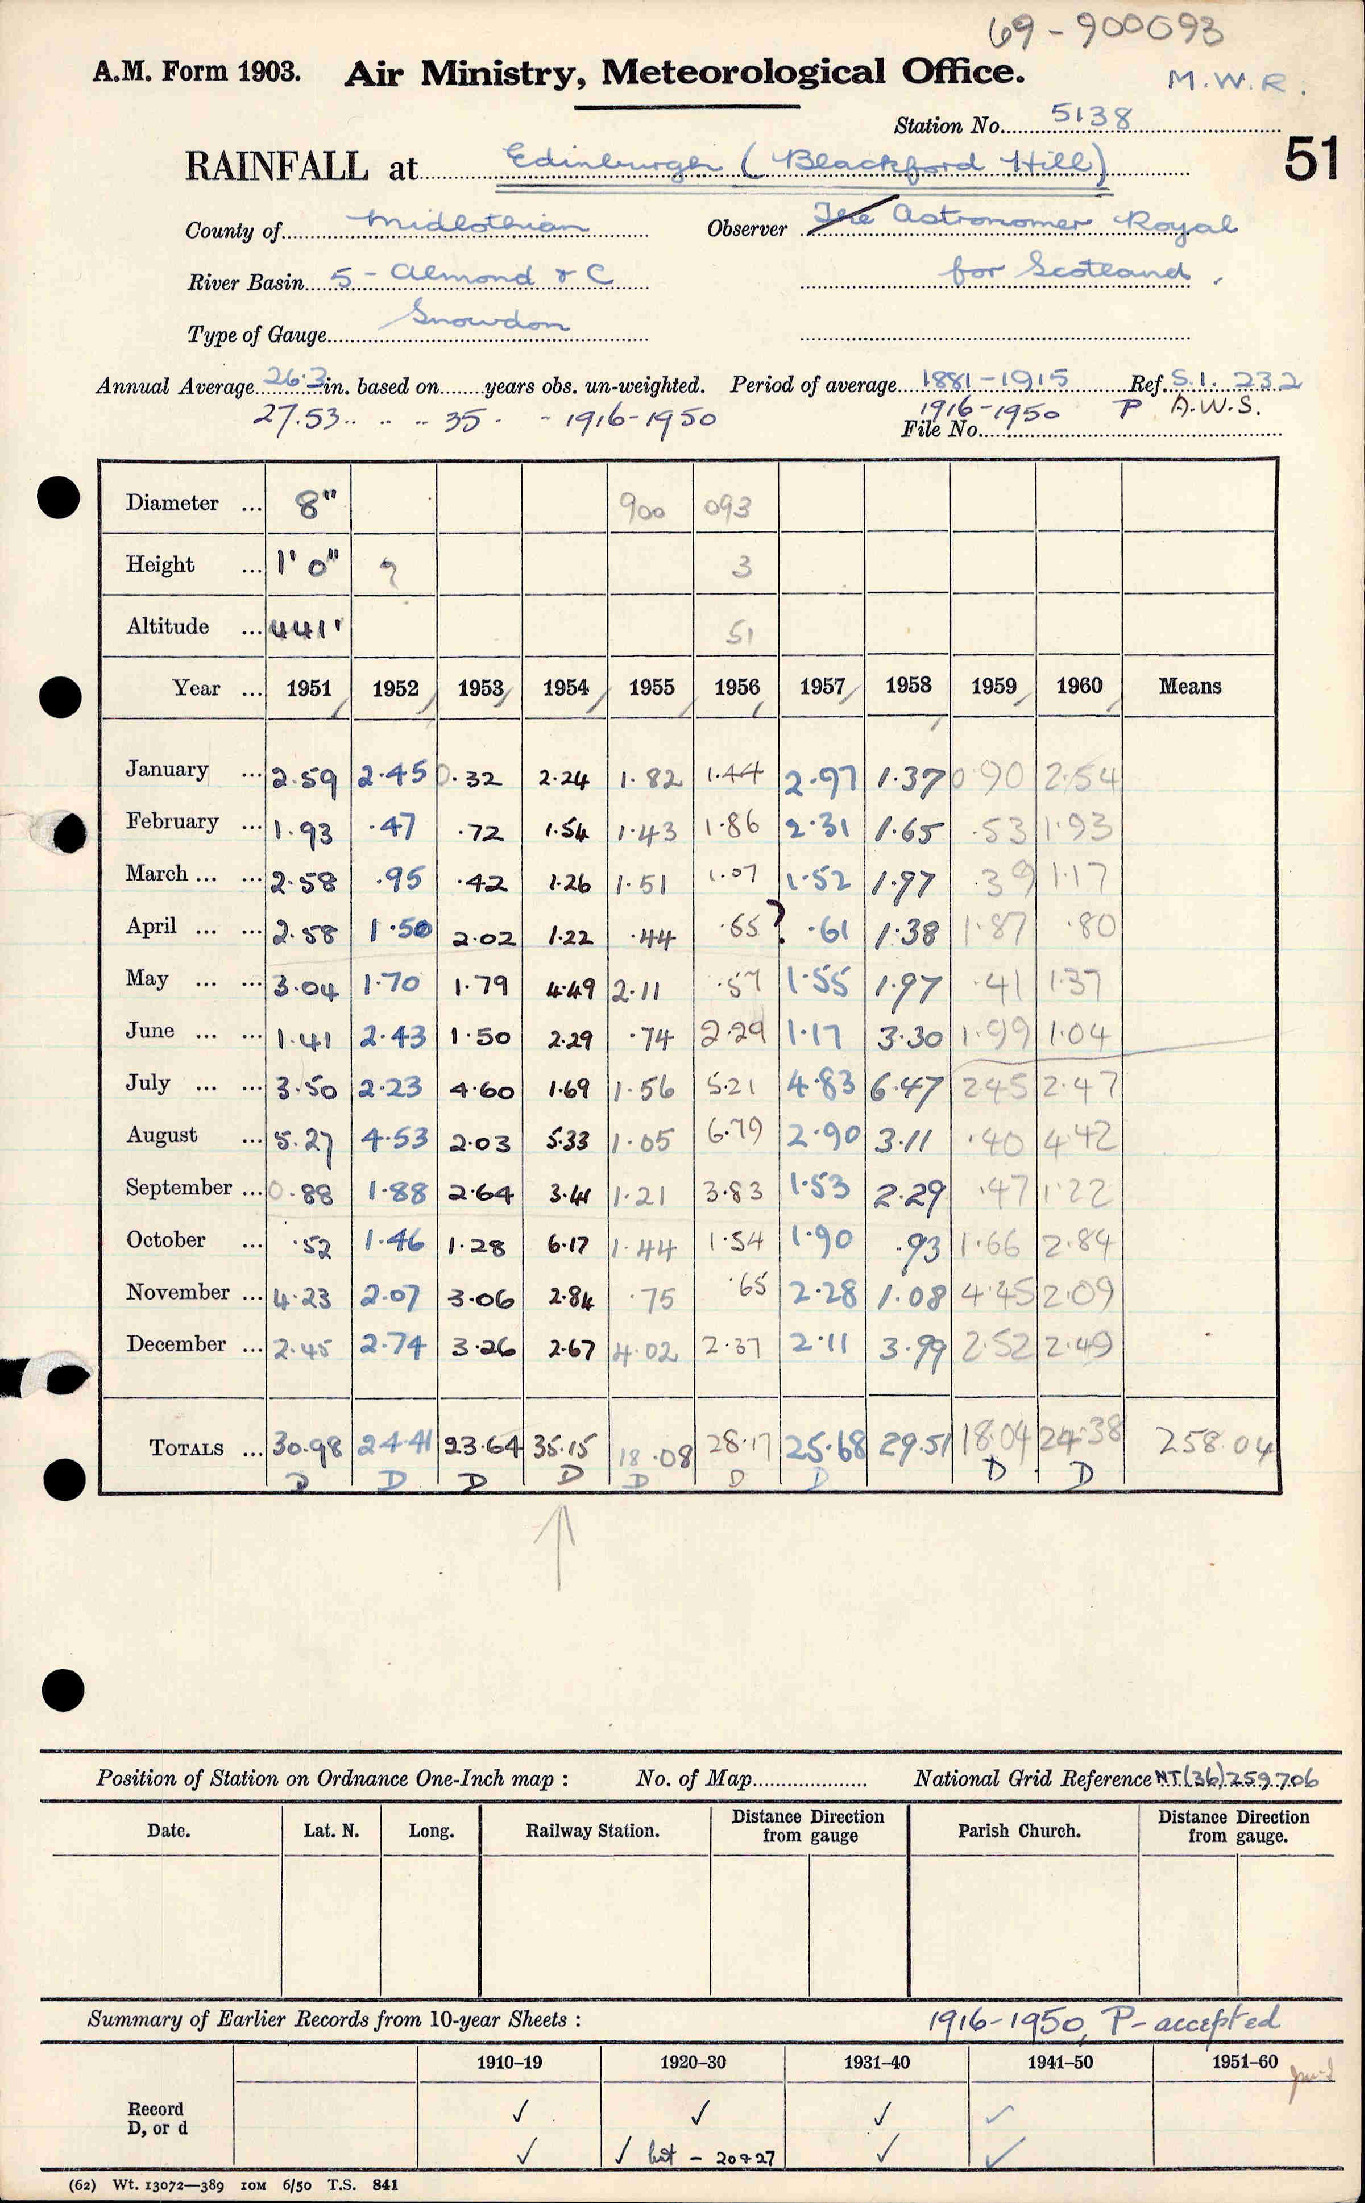 69-900093
A.M. Form 1903. Air Ministry, Meteorological Office.
M.W.R.
Station No. 5138
RAINFALL at Edinburgh (Blackford Hill)
51
County of Midlothian Observer The Astronomer Royal
River Basin 5 - Almond & C for Scotland.
Type of Gauge Snowdon
Annual Average 26.3 in. based on years obs. un-weighted. Period of average 1881-1915 Ref. S.I. 232
27.53 .. .. .. 35. - 1916-1950 1916-1950 P A.W.S.
File No.
Diameter ... 8" 900 093
Height ... 1' 0" ? 3
Altitude ... 441' 51
Year ... 1951 1952 1953 1954 1955 1956 1957 1958 1959 1960 Means
January ... 2.59 2.45 0.32 2.24 1.82 1.44 2.97 1.37 0.90 2.54
February ... 1.93 .47 .72 1.54 1.43 1.86 2.31 1.65 .53 1.93
March ... ... 2.58 .95 .42 1.26 1.51 1.07 1.52 1.97 .39 1.17
April ... ... 2.58 1.50 2.02 1.22 .44 .55? .61 1.38 1.87 .80
May ... ... 3.04 1.70 1.79 4.49 2.11 .57 1.55 1.97 .41 1.37
June ... ... 1.41 2.43 1.50 2.29 .74 2.29 1.17 3.30 1.99 1.04
July ... ... 3.50 2.23 4.60 1.69 1.56 5.21 4.83 6.47 2.45 2.47
August ... 5.27 4.53 2.03 5.33 1.05 6.79 2.90 3.11 .40 4.42
September ... 0.88 1.88 2.64 3.41 1.21 3.83 1.53 2.29 .47 1.22
October ... .52 1.46 1.28 6.17 1.44 1.54 1.90 .93 1.66 2.84
November ... 4.23 2.07 3.06 2.84 .75 .65 2.28 1.08 4.45 2.09
December ... 2.45 2.74 3.26 2.67 4.02 2.37 2.11 3.99 2.52 2.49
TOTALS ... 30.98 24.41 23.64 35.15 18.08 28.17 25.68 29.51 18.04 24.38 258.04
D D D D D D D D D
Position of Station on Ordnance One-Inch map : No. of Map National Grid Reference NT(36)259706
Date. Lat. N. Long. Railway Station. Distance Direction from gauge Parish Church. Distance Direction from gauge.
Summary of Earlier Records from 10-year Sheets : 1916-1950, P-accepted
1910-19 1920-30 1931-40 1941-50 1951-60
Record ✓ ✓ ✓ ✓
D, or d ✓ ✓ but - 20&27 ✓ ✓
(62) Wt. 13072—389 10M 6/50 T.S. 841